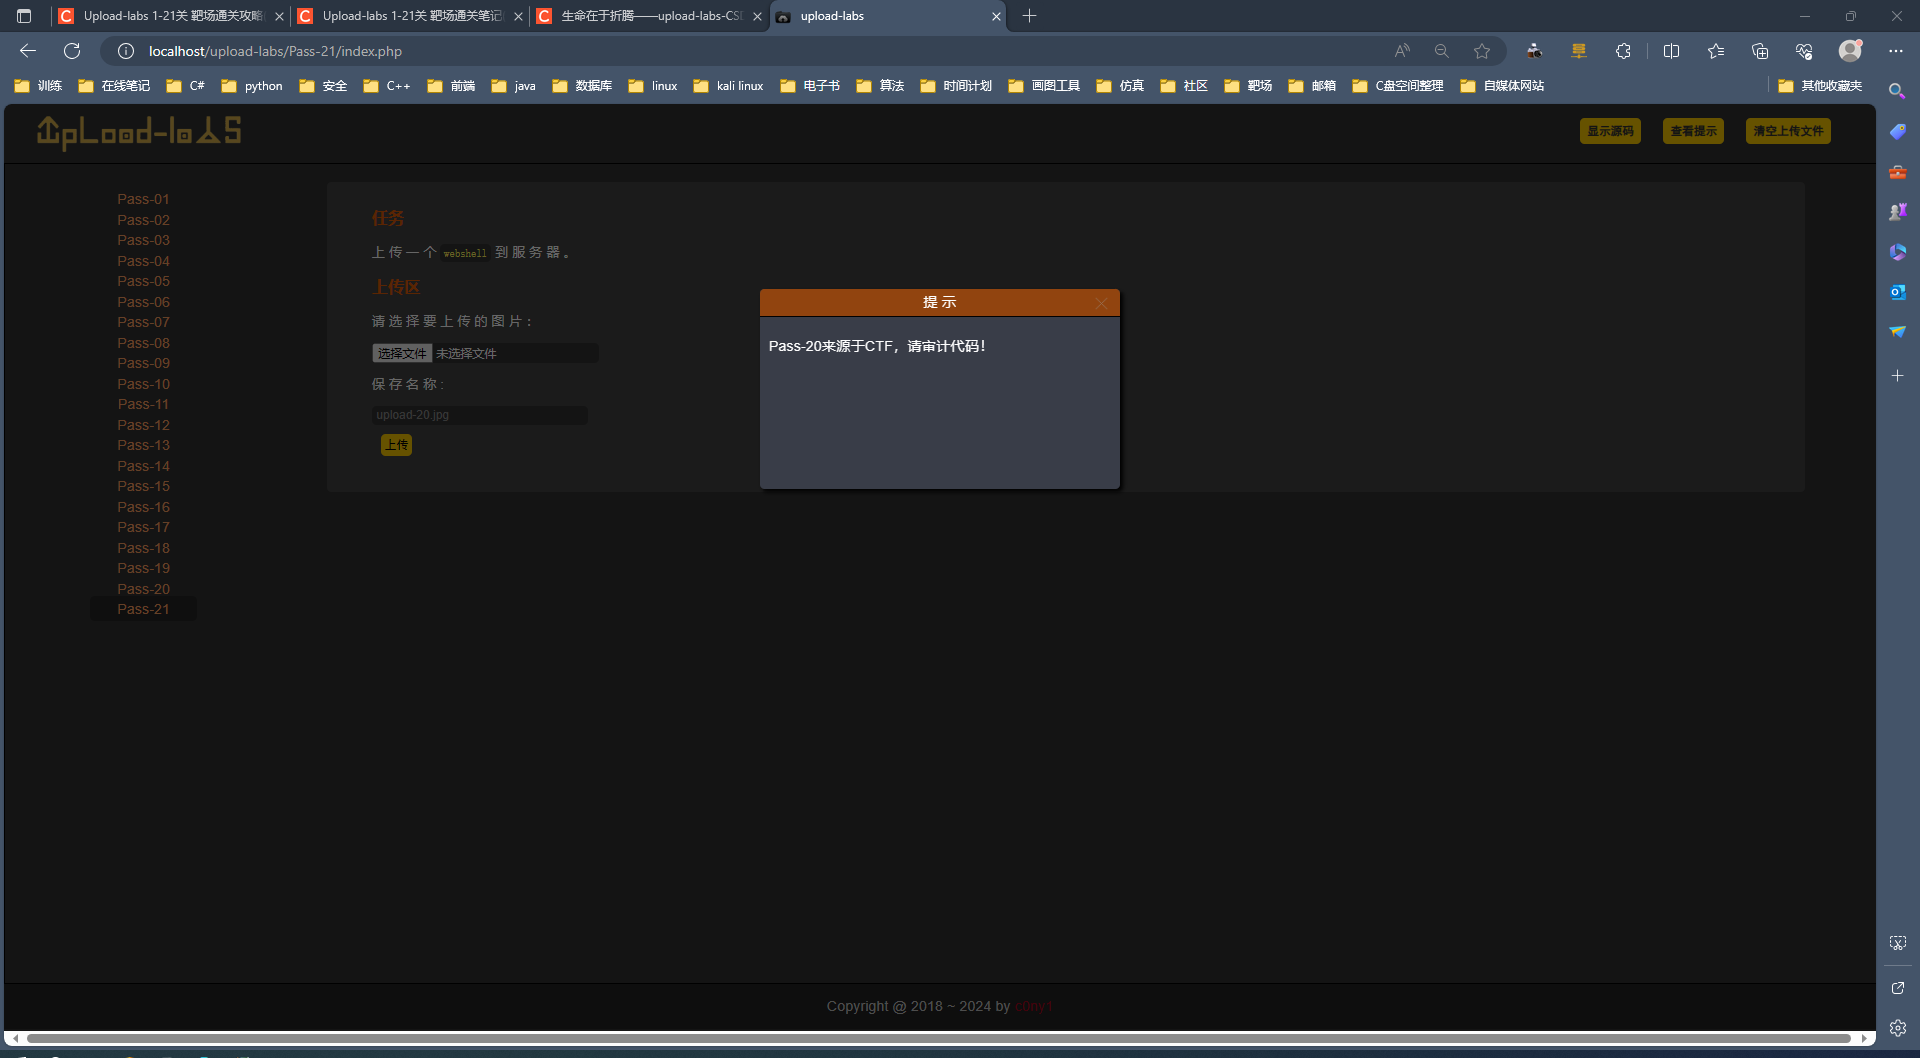 Upload-labs 1-21关 靶场通关攻略
Upload-labs 1-21关 靶场通关笔记
生命在于折腾——upload-labs-CS
upload-labs
localhost/upload-labs/Pass-21/index.php
训练
在线笔记
C#
python
安全
C++
前端
java
数据库
linux
kali linux
电子书
算法
时间计划
画图工具
仿真
社区
靶场
邮箱
C盘空间整理
自媒体网站
其他收藏夹
UpLoad-labs
显示源码
查看提示
清空上传文件
Pass-01
Pass-02
Pass-03
Pass-04
Pass-05
Pass-06
Pass-07
Pass-08
Pass-09
Pass-10
Pass-11
Pass-12
Pass-13
Pass-14
Pass-15
Pass-16
Pass-17
Pass-18
Pass-19
Pass-20
Pass-21
任务
上传一个 webshell 到服务器。
上传区
请选择要上传的图片:
选择文件 未选择文件
保存名称:
upload-20.jpg
上传
提示
Pass-20来源于CTF，请审计代码！
Copyright @ 2018 ~ 2024 by c0ny1